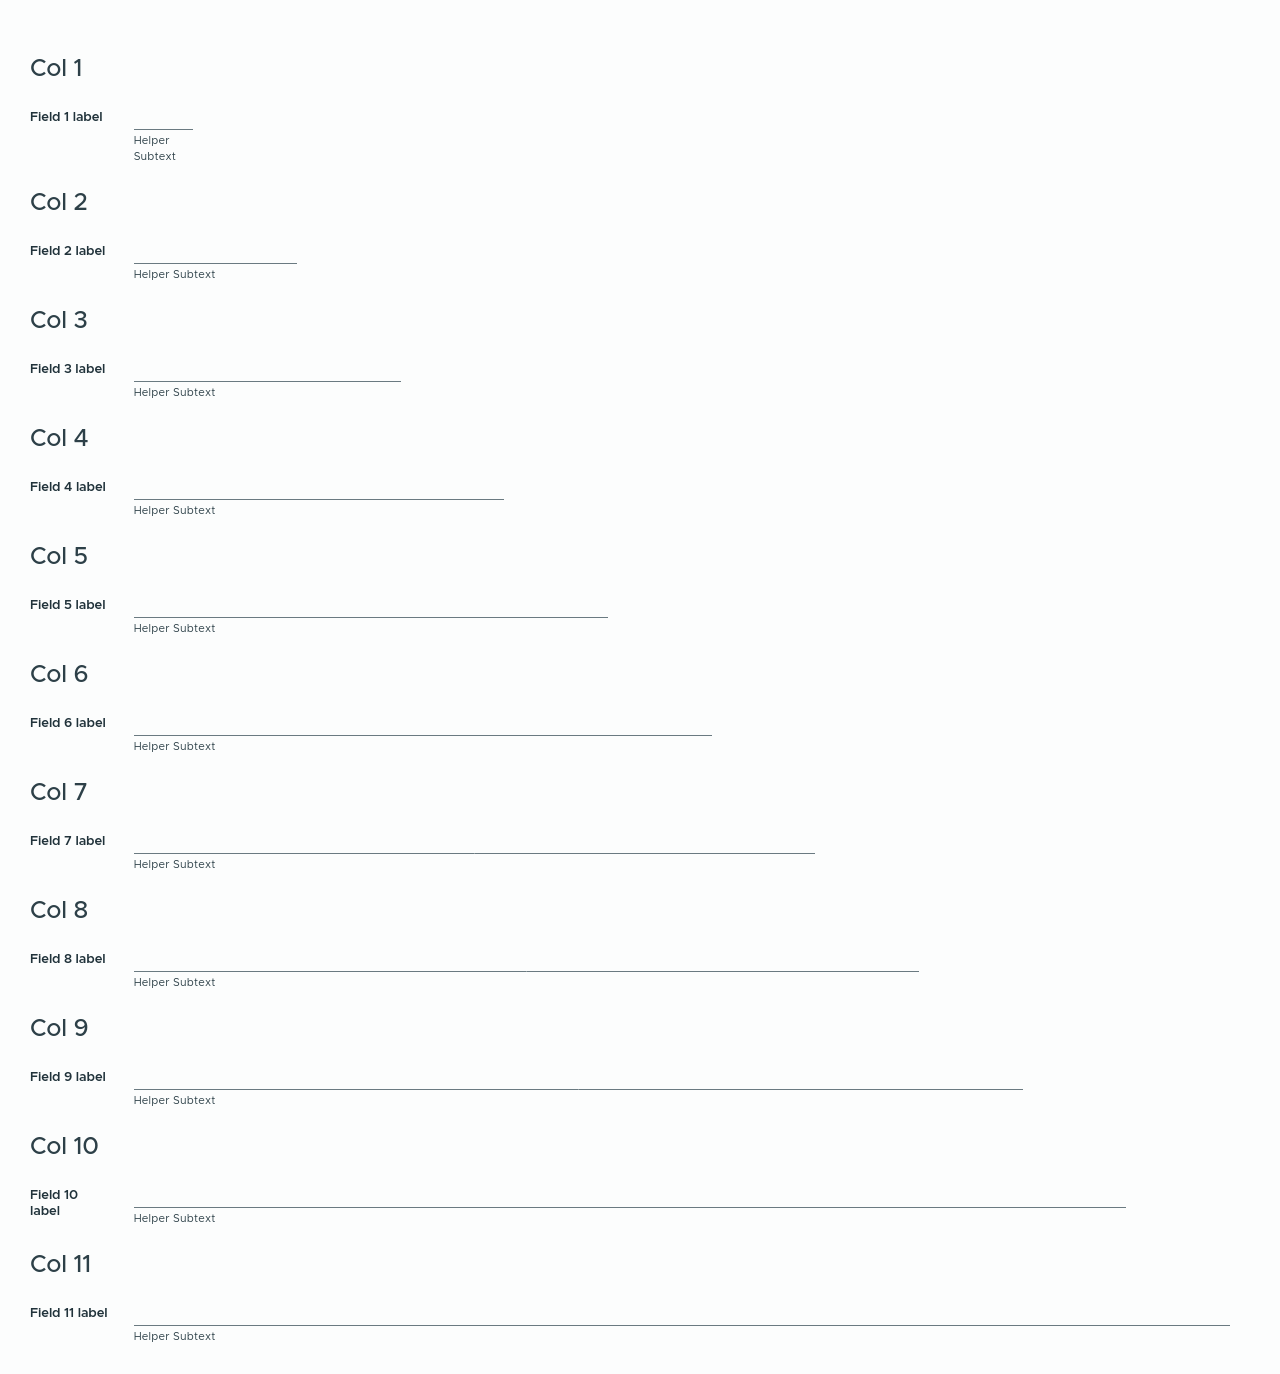 Col 1
Field 1 label
Helper
Subtext
Col 2
Field 2 label
Helper Subtext
Col 3
Field 3 label
Helper Subtext
Col 4
Field 4 label
Helper Subtext
Col 5
Field 5 label
Helper Subtext
Col 6
Field 6 label
Helper Subtext
Col 7
Field 7 label
Helper Subtext
Col 8
Field 8 label
Helper Subtext
Col 9
Field 9 label
Helper Subtext
Col 10
Field 10
label
Helper Subtext
Col 11
Field 11 label
Helper Subtext